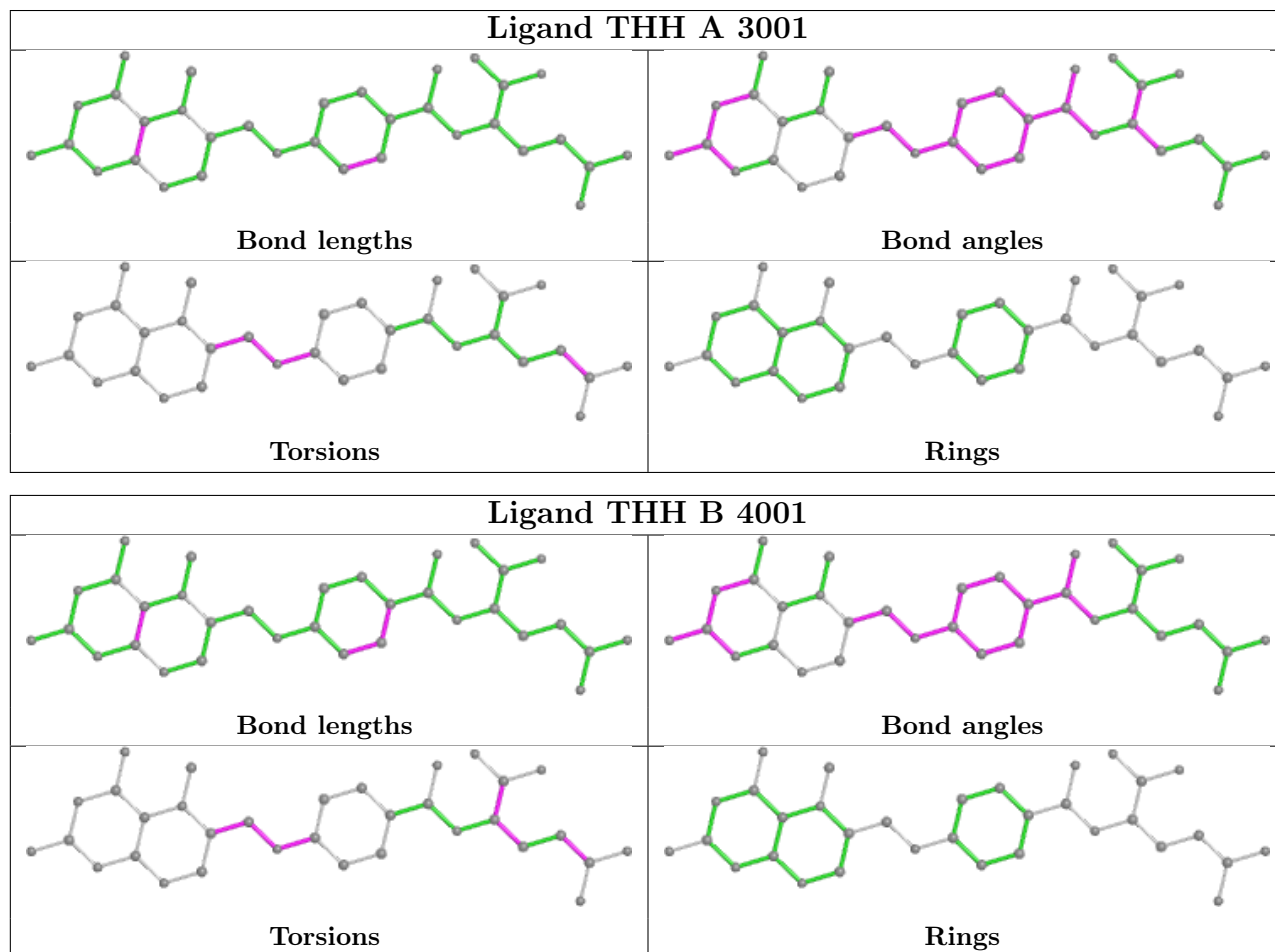 Ligand THH A 3001
Bond lengths
Bond angles
Torsions
Rings
Ligand THH B 4001
Bond lengths
Bond angles
Torsions
Rings